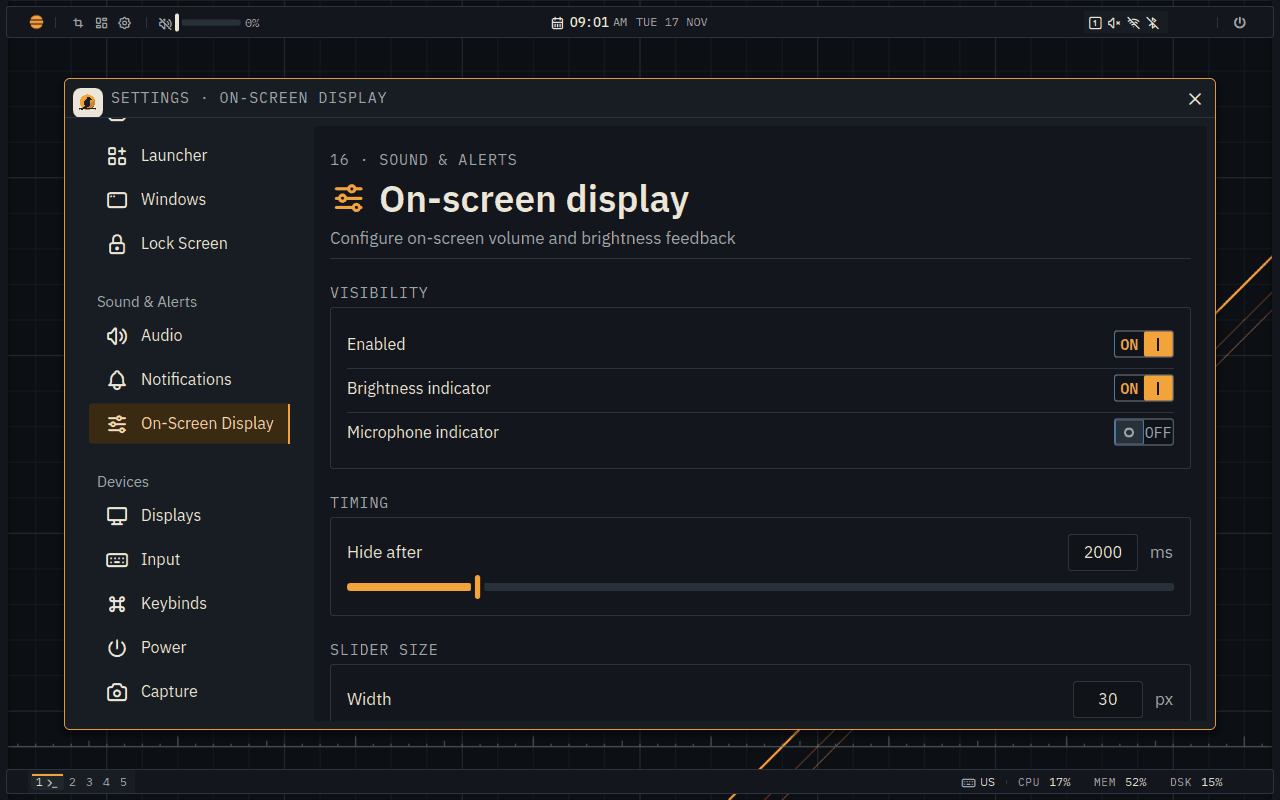 0%
09:01 AM TUE 17 NOV
1
SETTINGS · ON-SCREEN DISPLAY
Launcher
Windows
Lock Screen
Sound & Alerts
Audio
Notifications
On-Screen Display
Devices
Displays
Input
Keybinds
Power
Capture
16 · SOUND & ALERTS
On-screen display
Configure on-screen volume and brightness feedback
VISIBILITY
Enabled ON
Brightness indicator ON
Microphone indicator OFF
TIMING
Hide after 2000 ms
SLIDER SIZE
Width 30 px
1 2 3 4 5
US CPU 17% MEM 52% DSK 15%